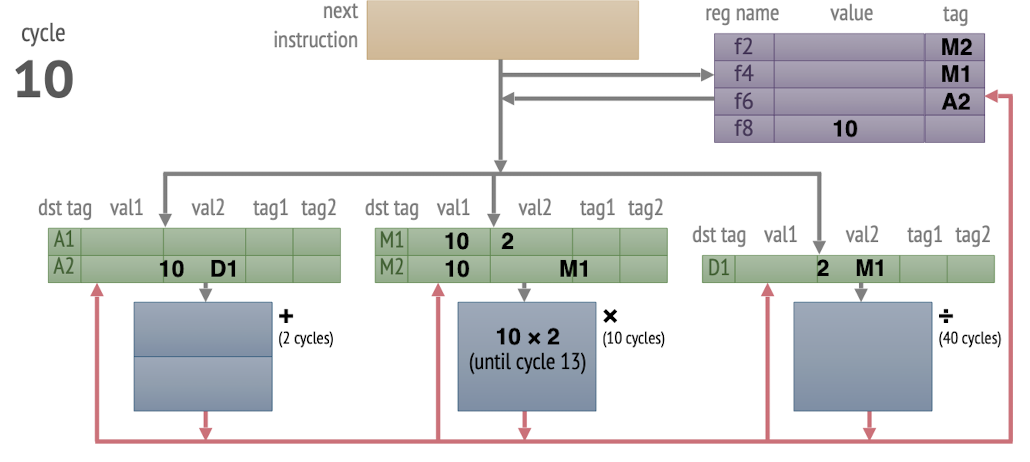 cycle
10
next
instruction
reg name value tag
f2 M2
f4 M1
f6 A2
f8 10
dst tag val1 val2 tag1 tag2
A1
A2 10 D1
+
(2 cycles)
dst tag val1 val2 tag1 tag2
M1 10 2
M2 10 M1
10 × 2
(until cycle 13)
×
(10 cycles)
dst tag val1 val2 tag1 tag2
D1 2 M1
÷
(40 cycles)